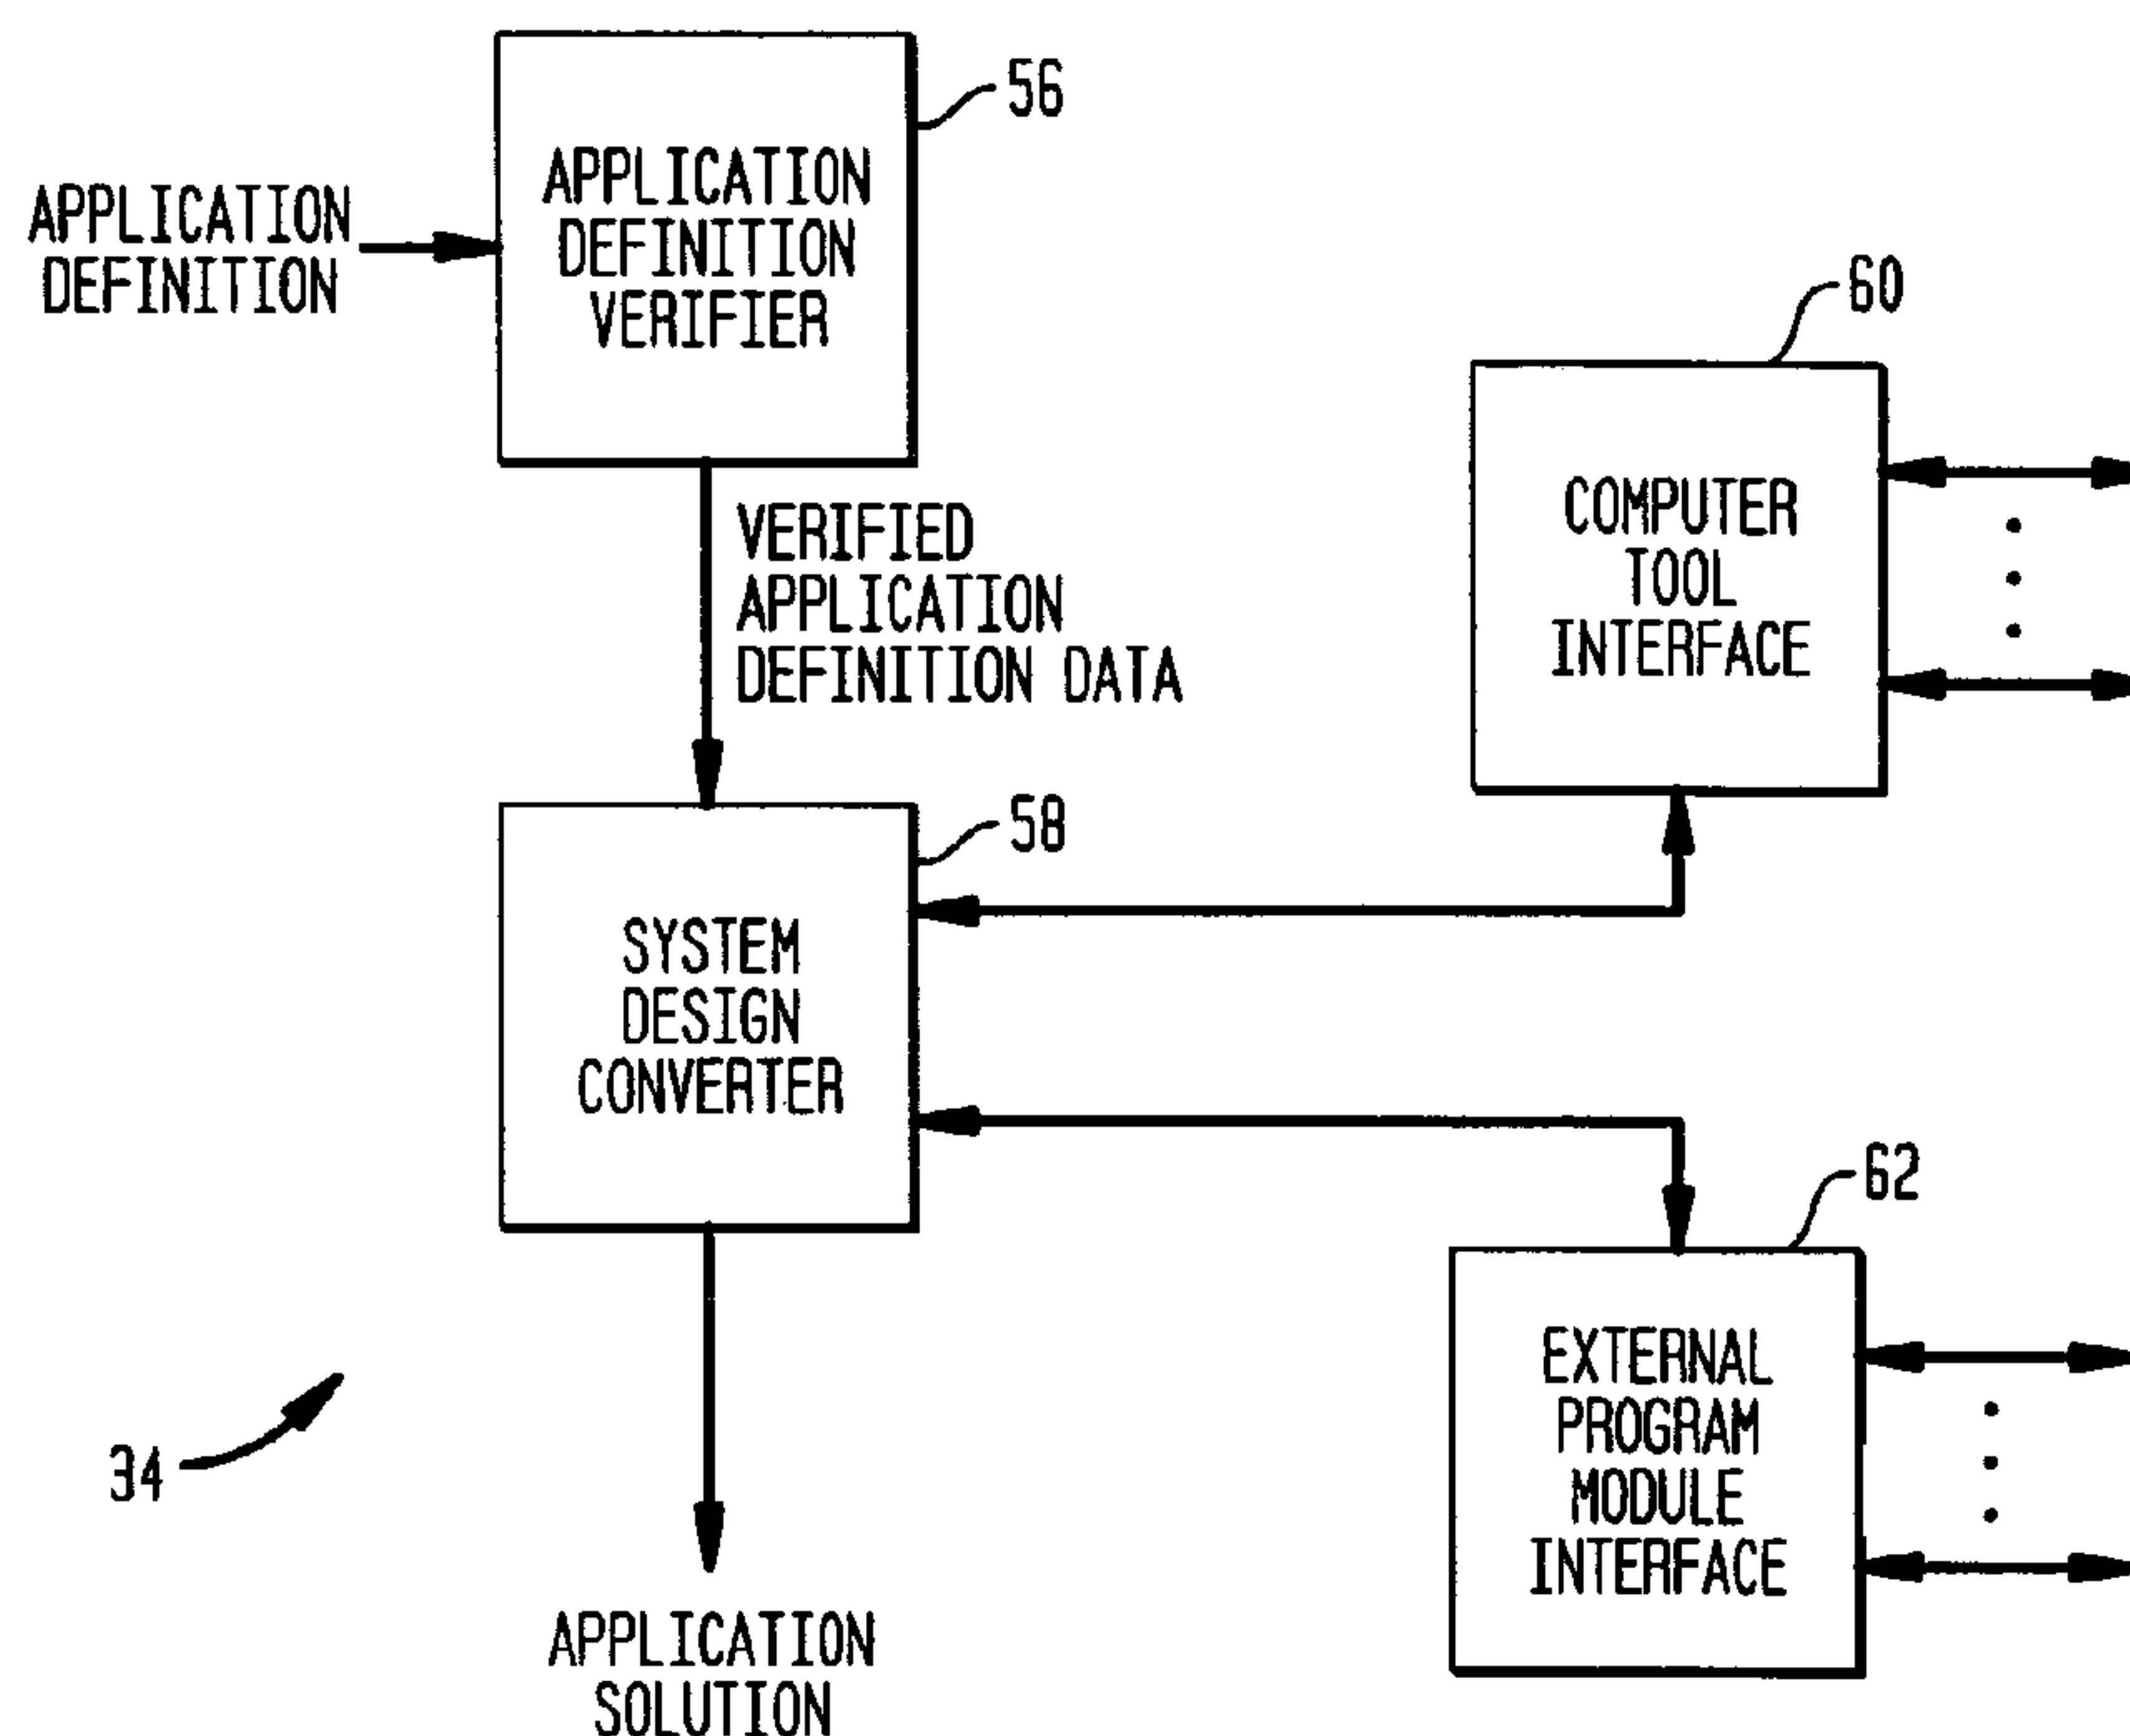 56
APPLICATION
DEFINITION
APPLICATION
DEFINITION
VERIFIER
60
VERIFIED
APPLICATION
DEFINITION DATA
COMPUTER
TOOL
INTERFACE
58
SYSTEM
DESIGN
CONVERTER
62
EXTERNAL
PROGRAM
MODULE
INTERFACE
34
APPLICATION
SOLUTION